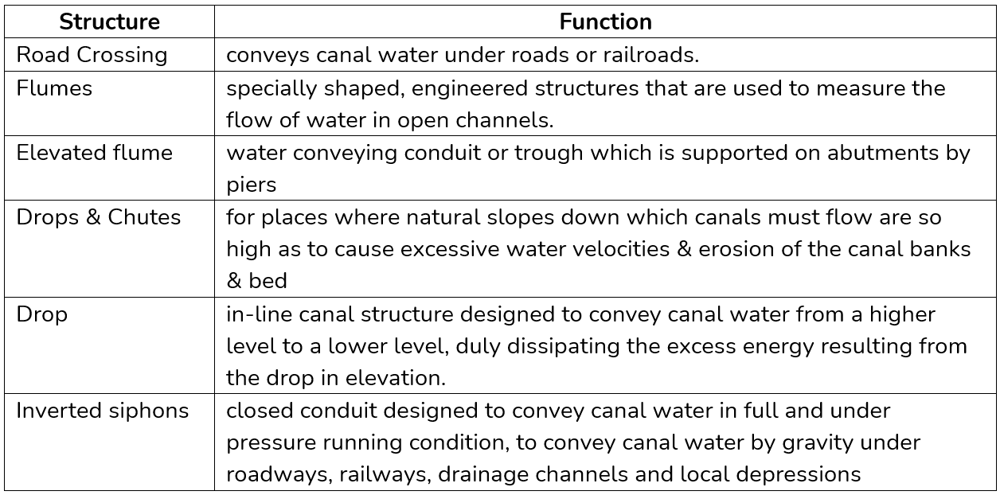 Structure Function
Road Crossing conveys canal water under roads or railroads.
Flumes specially shaped, engineered structures that are used to measure the
flow of water in open channels.
Elevated flume water conveying conduit or trough which is supported on abutments by
piers
Drops & Chutes for places where natural slopes down which canals must flow are so
high as to cause excessive water velocities & erosion of the canal banks
& bed
Drop in-line canal structure designed to convey canal water from a higher
level to a lower level, duly dissipating the excess energy resulting from
the drop in elevation.
Inverted siphons closed conduit designed to convey canal water in full and under
pressure running condition, to convey canal water by gravity under
roadways, railways, drainage channels and local depressions